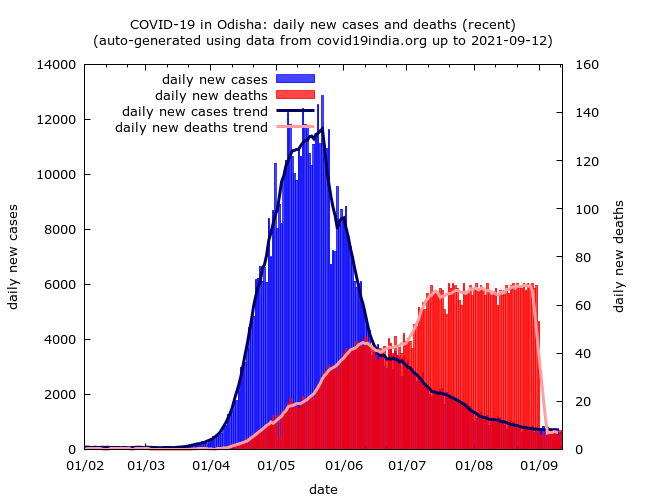 COVID-19 in Odisha: daily new cases and deaths (recent)
(auto-generated using data from covid19india.org up to 2021-09-12)
daily new cases
daily new deaths
daily new cases trend
daily new deaths trend
14000
12000
10000
8000
6000
4000
2000
0
daily new cases
160
140
120
100
80
60
40
20
0
daily new deaths
01/02 01/03 01/04 01/05 01/06 01/07 01/08 01/09
date